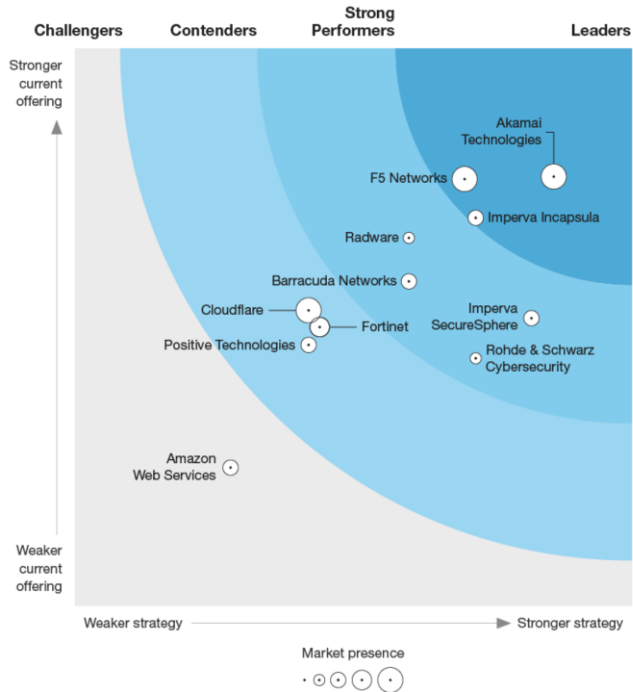 Challengers
Contenders
Strong
Performers
Leaders
Stronger
current
offering
Akamai
Technologies
F5 Networks
Imperva Incapsula
Radware
Barracuda Networks
Cloudflare
Fortinet
Imperva
SecureSphere
Positive Technologies
Rohde & Schwarz
Cybersecurity
Amazon
Web Services
Weaker
current
offering
Weaker strategy
Stronger strategy
Market presence